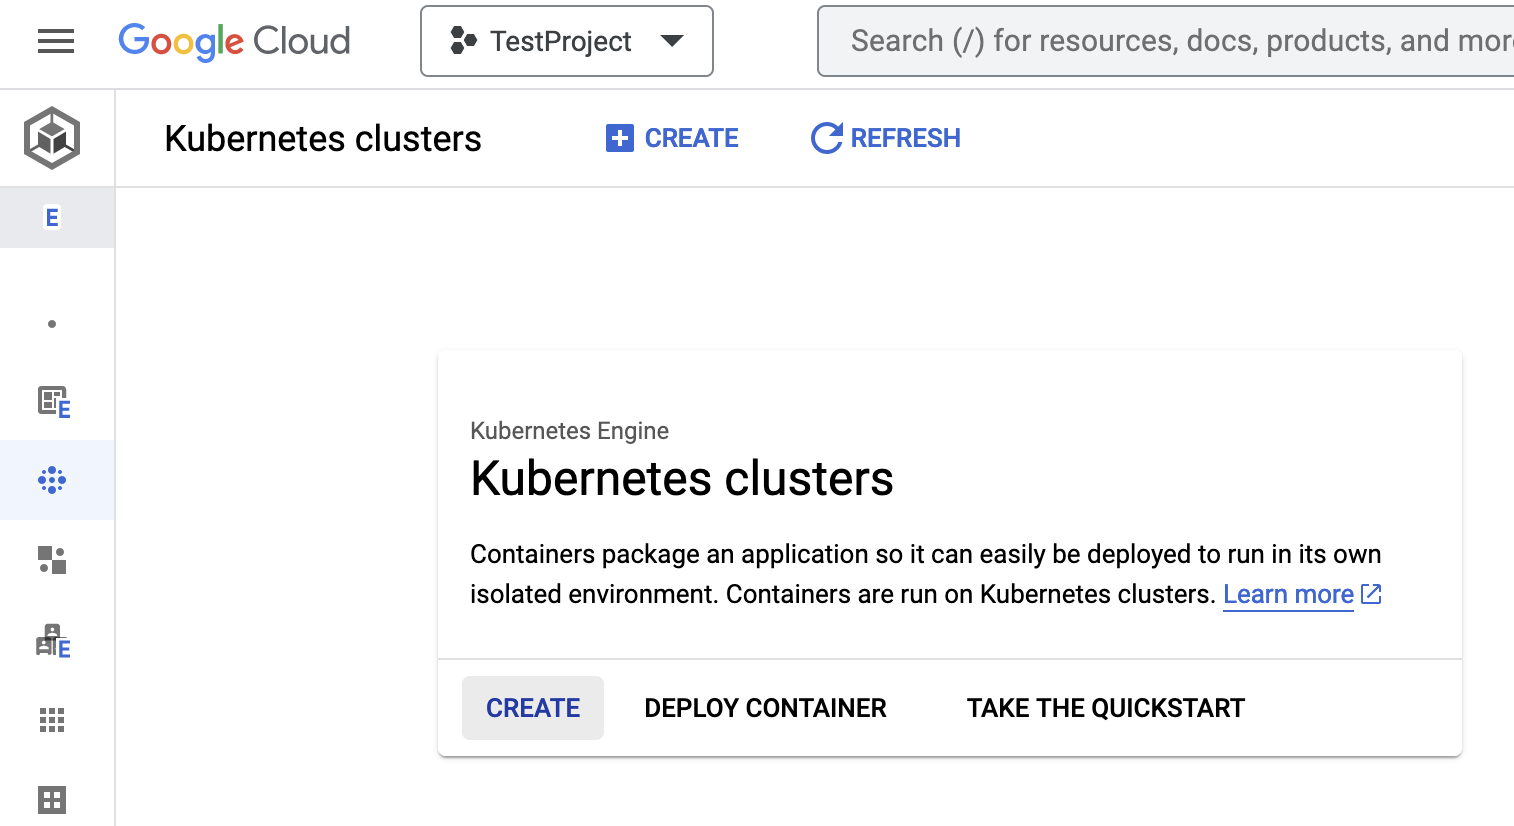 Google Cloud
TestProject
Search (/) for resources, docs, products, and mor
Kubernetes clusters
CREATE
REFRESH
E
E
E
Kubernetes Engine
Kubernetes clusters
Containers package an application so it can easily be deployed to run in its own
isolated environment. Containers are run on Kubernetes clusters. Learn more
CREATE
DEPLOY CONTAINER
TAKE THE QUICKSTART